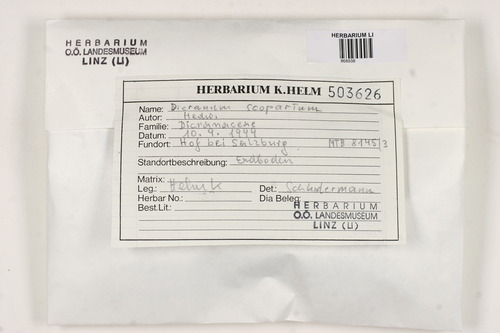 HERBARIUM
O.Ö. LANDESMUSEUM
LINZ (LI)
HERBARIUM LI
HERBARIUM K.HELM 503626
Name: Dicranum scoparium
Autor: Hedw.
Familie: Dicranaceae
Datum: 10.9.1944
Fundort: Hof bei Salzburg MTB 8145/3
Standortbeschreibung: Erdboden
Matrix:
Leg.: Helm K Det: Schlüdermann
Herbar No.: Dia Beleg:
Best.Lit.:
HERBARIUM
O.Ö. LANDESMUSEUM
LINZ (LI)